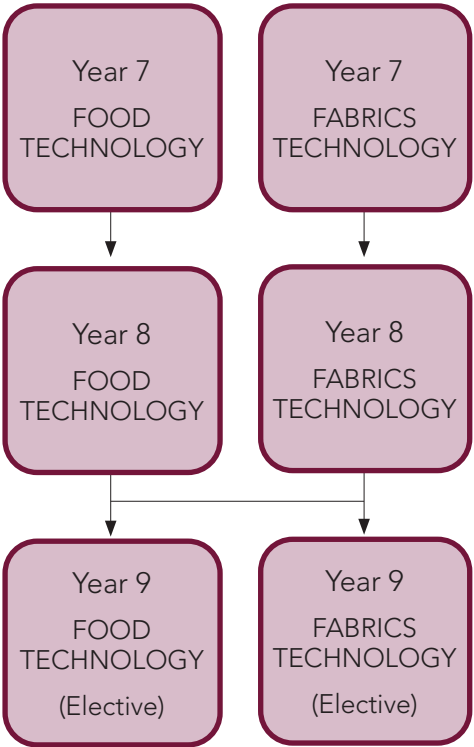 Year 7
FOOD
TECHNOLOGY
Year 7
FABRICS
TECHNOLOGY
Year 8
FOOD
TECHNOLOGY
Year 8
FABRICS
TECHNOLOGY
Year 9
FOOD
TECHNOLOGY
(Elective)
Year 9
FABRICS
TECHNOLOGY
(Elective)